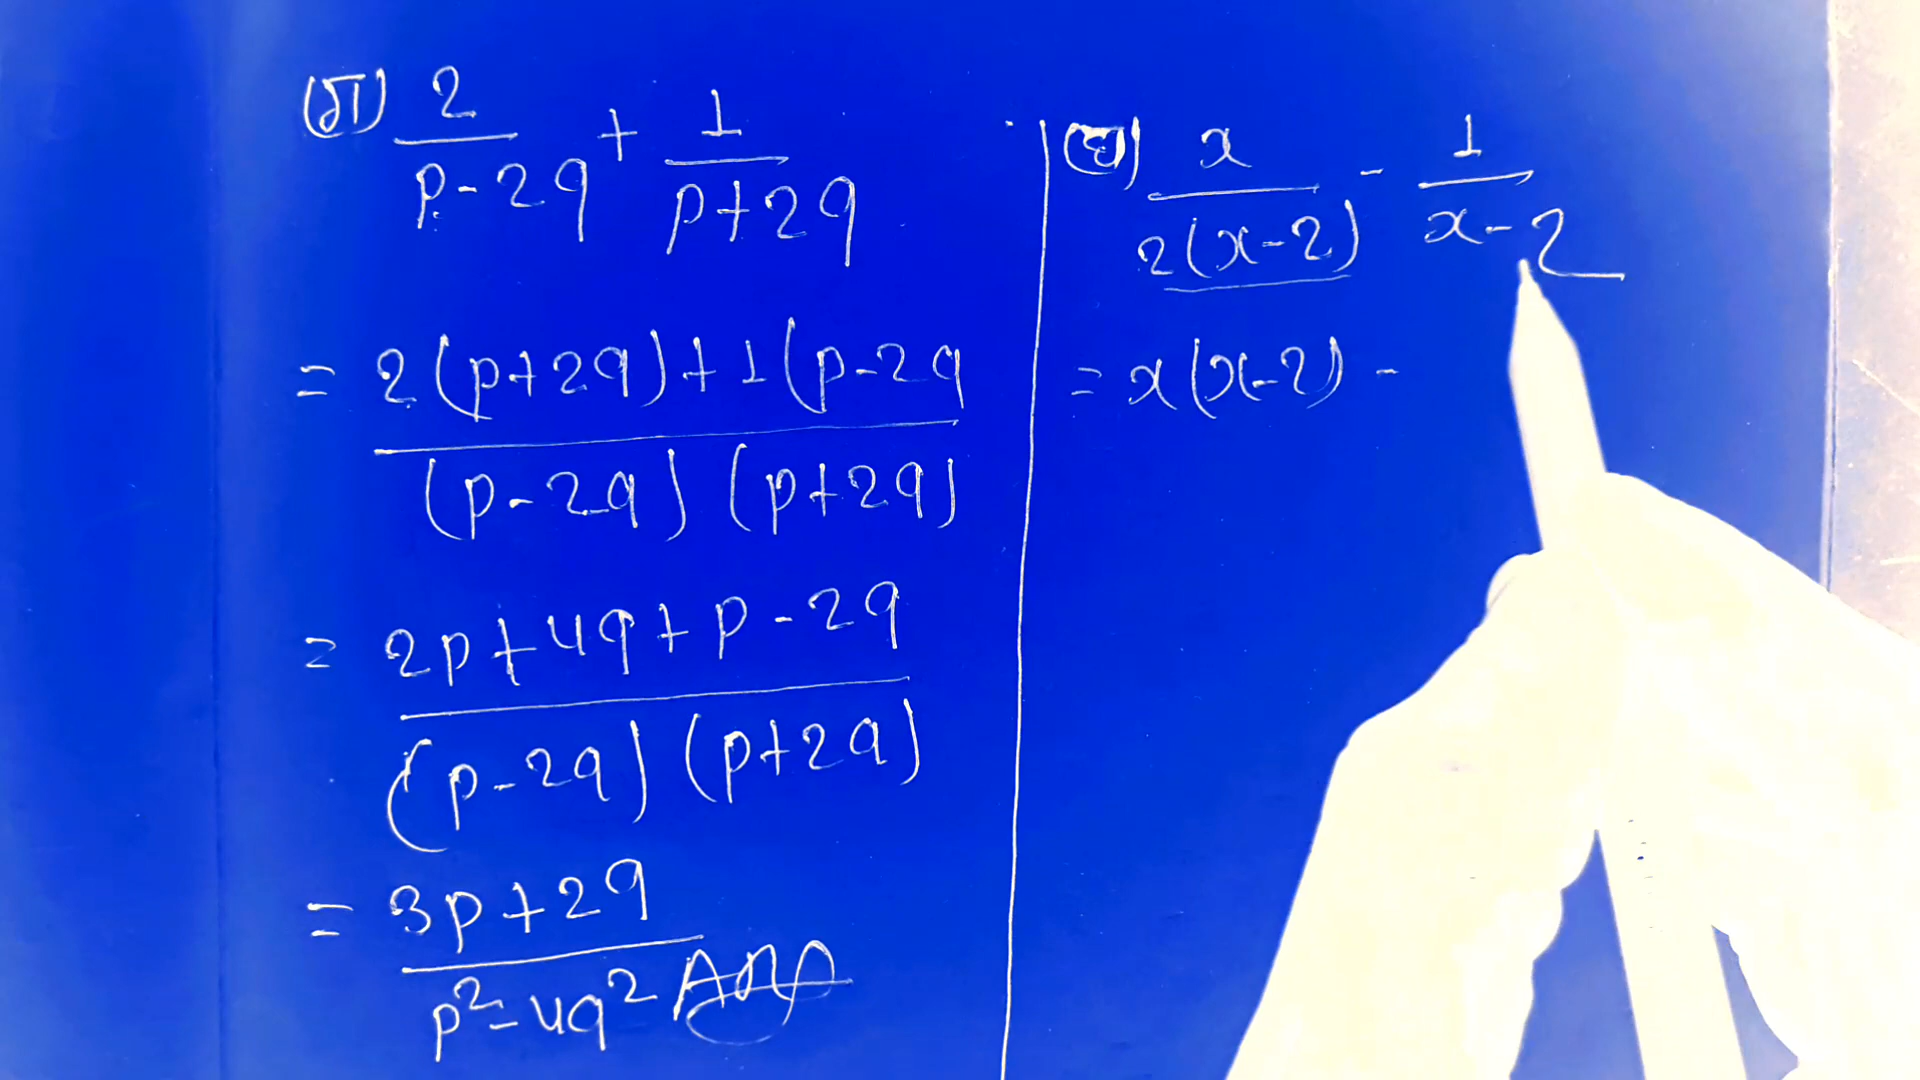 (গ) 2/(p-2q) + 1/(p+2q)
= 2(p+2q)+1(p-2q
(p-2q) (p+2q)
= 2p+4q+p-2q
(p-2q) (p+2q)
= 3p+2q
p²-4q² Ans
(ঘ) x/(2(x-2)) - 1/(x-2)
= x(x-2) -